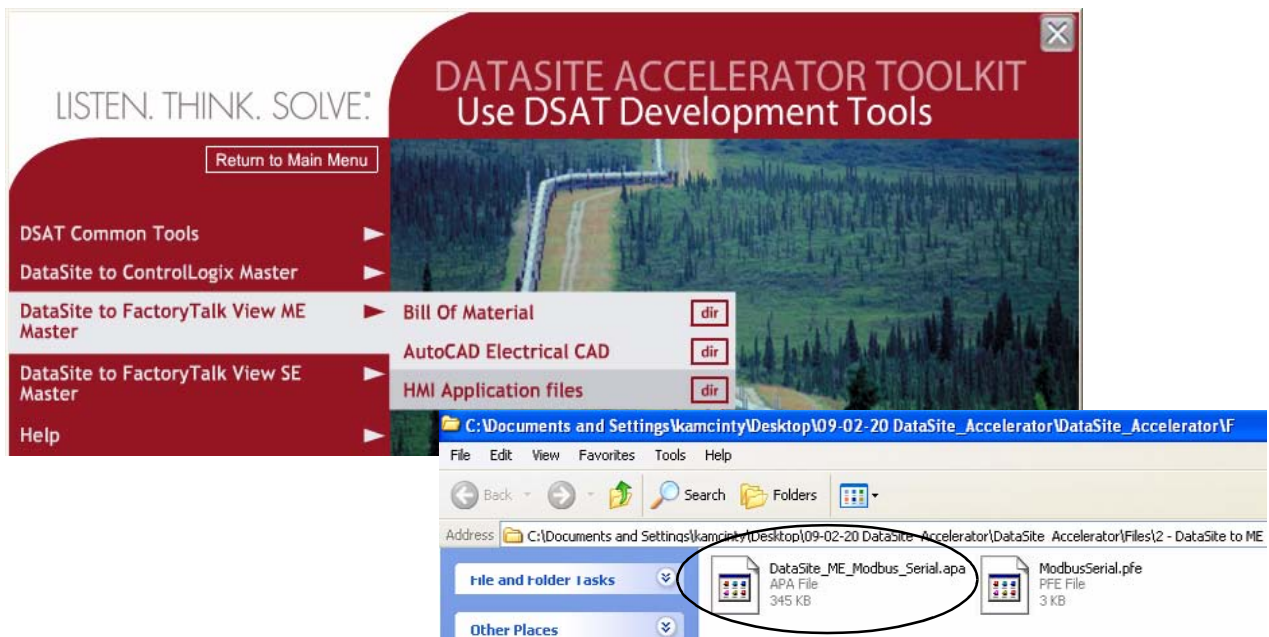 DATASITE ACCELERATOR TOOLKIT
LISTEN. THINK. SOLVE.®
Use DSAT Development Tools
Return to Main Menu
DSAT Common Tools
DataSite to ControlLogix Master
DataSite to FactoryTalk View ME
Master
Bill Of Material
dir
AutoCAD Electrical CAD
dir
HMI Application files
dir
DataSite to FactoryTalk View SE
Master
Help
C:\Documents and Settings\kamcinty\Desktop\09-02-20 DataSite_Accelerator\DataSite_Accelerator\F
File Edit View Favorites Tools Help
Back Search Folders
Address C:\Documents and Settings\kamcinty\Desktop\09-02-20 DataSite_Accelerator\DataSite_Accelerator\Files\2 - DataSite to ME
File and Folder Tasks
DataSite_ME_Modbus_Serial.apa
APA File
345 KB
ModbusSerial.pfe
PFE File
3 KB
Other Places